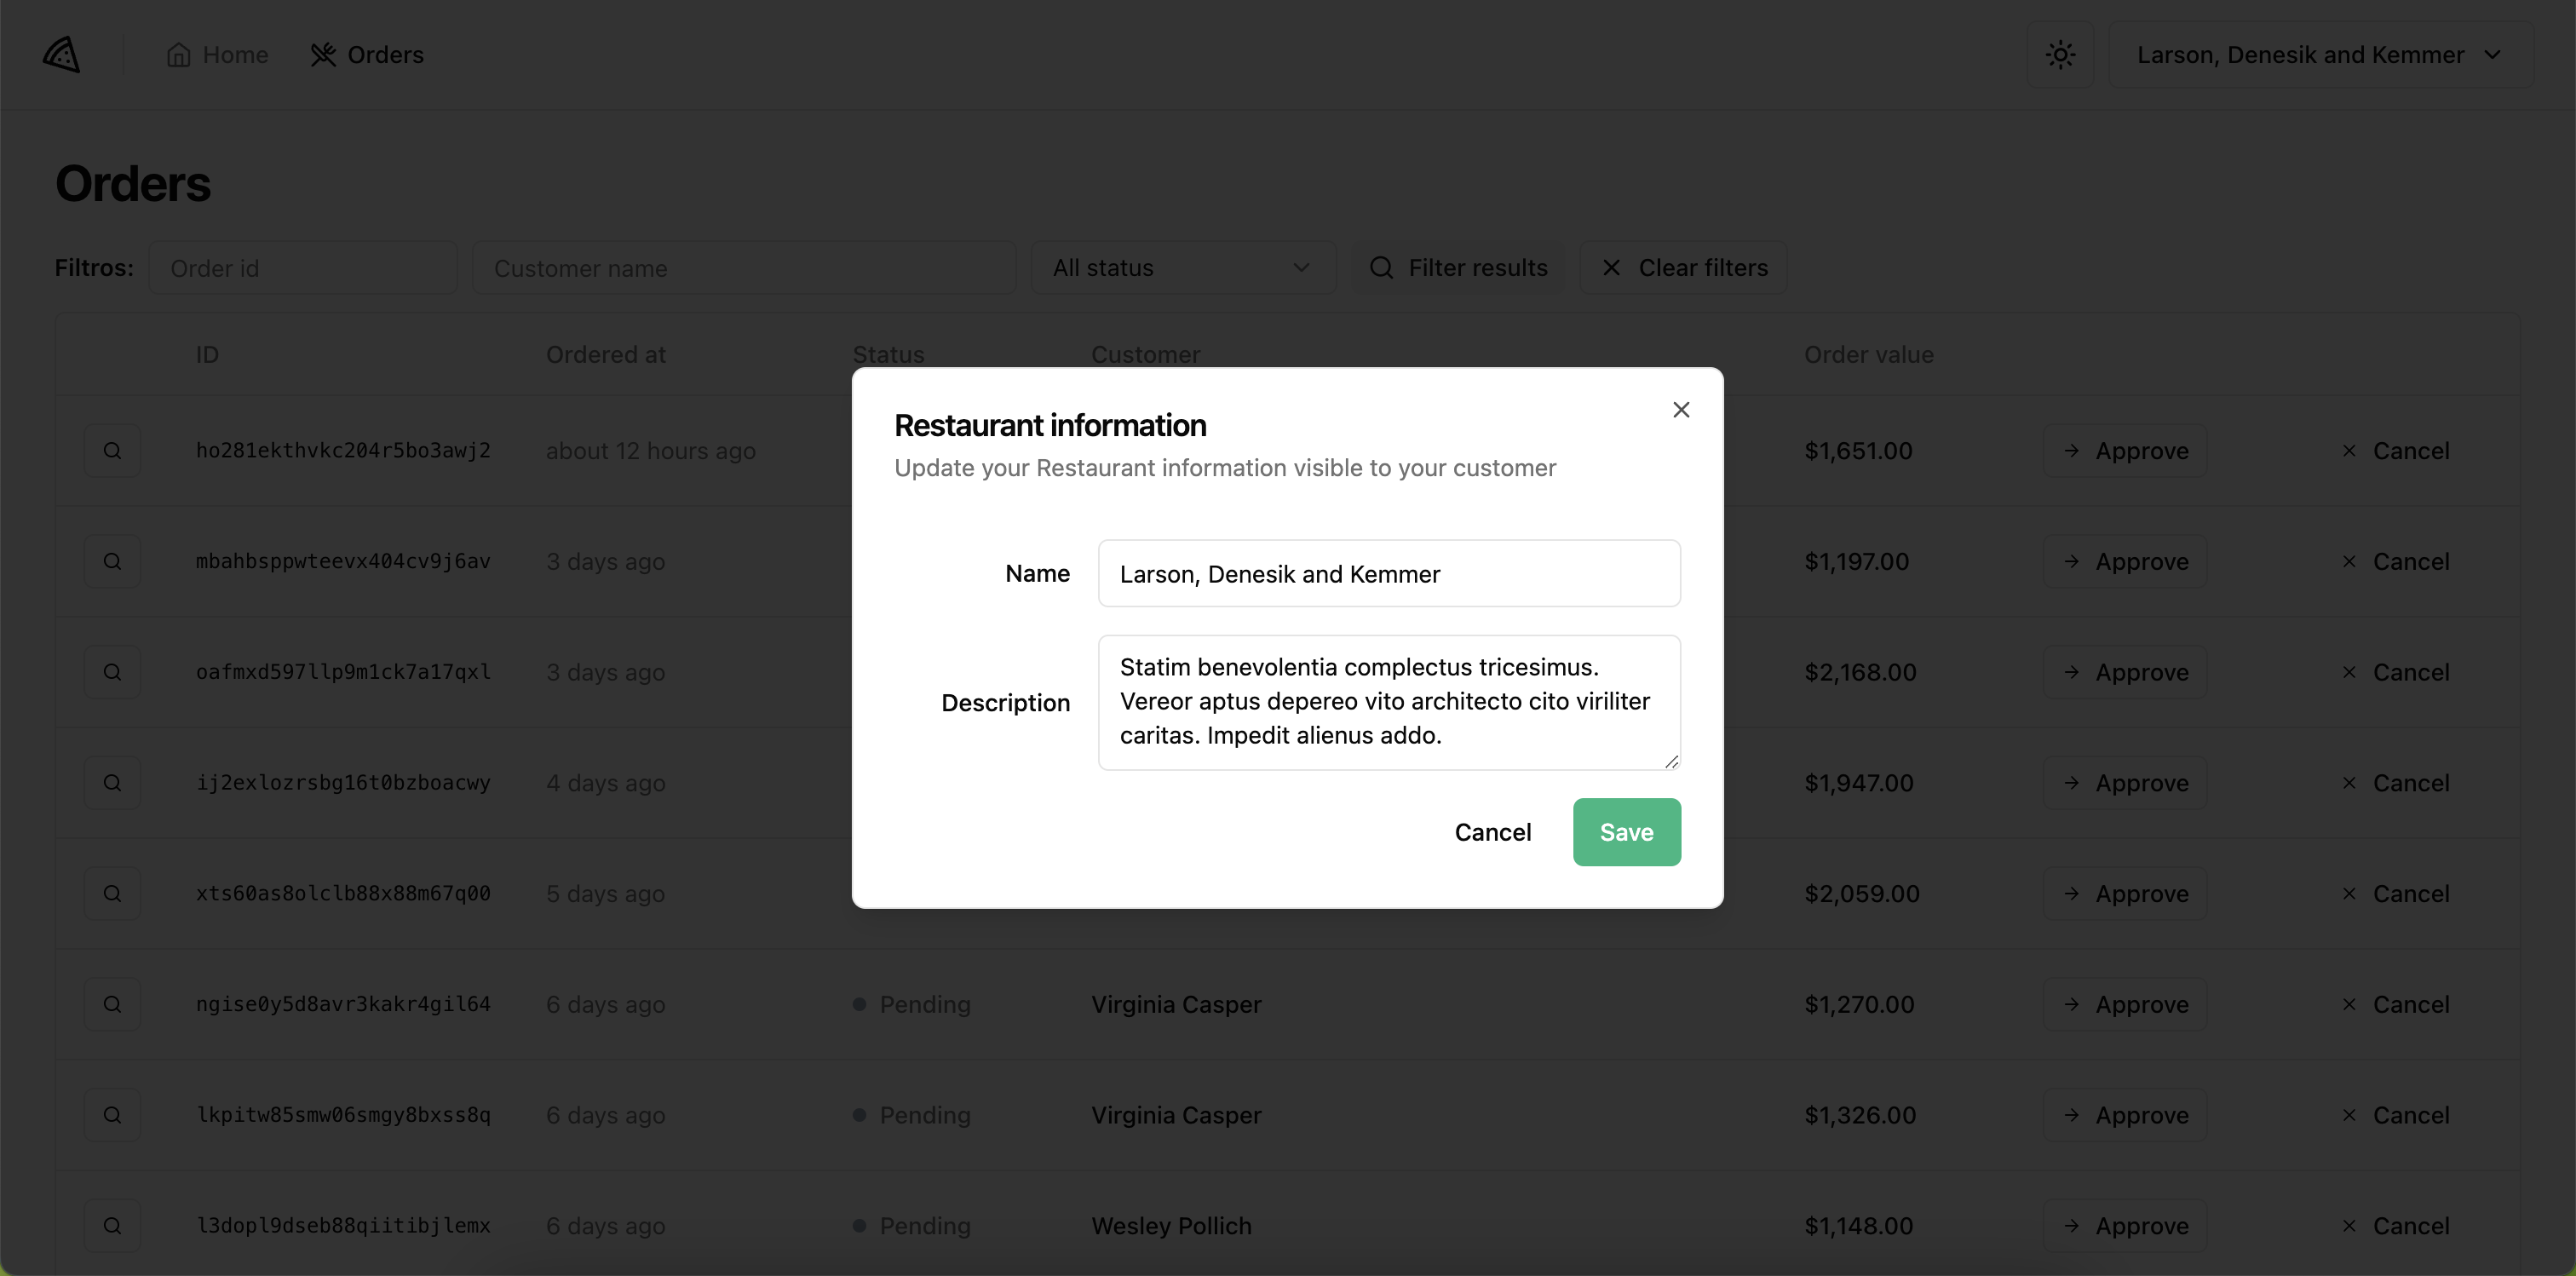 Home Orders Larson, Denesik and Kemmer
Orders
Filtros: Order id Customer name All status Filter results Clear filters
ID Ordered at Status Customer Order value
ho281ekthvkc204r5bo3awj2 about 12 hours ago $1,651.00 Approve Cancel
mbahbsppwteevx404cv9j6av 3 days ago $1,197.00 Approve Cancel
oafmxd597llp9m1ck7a17qxl 3 days ago $2,168.00 Approve Cancel
ij2exlozrsbg16t0bzboacwy 4 days ago $1,947.00 Approve Cancel
xts60as8olclb88x88m67q00 5 days ago $2,059.00 Approve Cancel
ngise0y5d8avr3kakr4gil64 6 days ago Pending Virginia Casper $1,270.00 Approve Cancel
lkpitw85smw06smgy8bxss8q 6 days ago Pending Virginia Casper $1,326.00 Approve Cancel
l3dopl9dseb88qiitibjlemx 6 days ago Pending Wesley Pollich $1,148.00 Approve Cancel
Restaurant information
Update your Restaurant information visible to your customer
Name Larson, Denesik and Kemmer
Description Statim benevolentia complectus tricesimus.
Vereor aptus depereo vito architecto cito viriliter
caritas. Impedit alienus addo.
Cancel Save